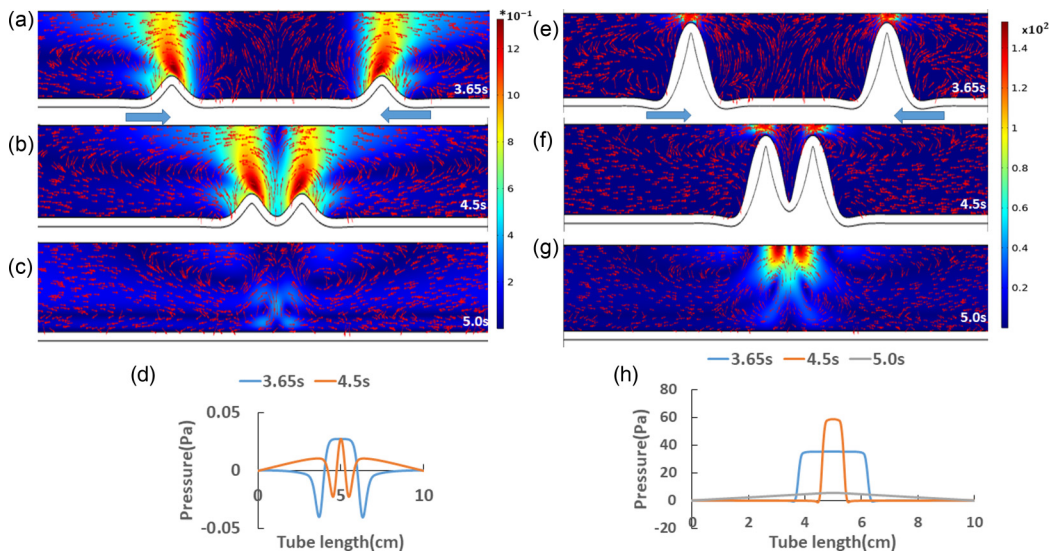 (a)
*10⁻¹
12
10
8
6
4
2
3.65s
(b)
4.5s
(c)
5.0s
(d)
3.65s 4.5s
0.05
0
-0.05
Pressure(Pa)
0 5 10
Tube length(cm)
(e)
x10²
1.4
1.2
1
0.8
0.6
0.4
0.2
3.65s
(f)
4.5s
(g)
5.0s
(h)
3.65s 4.5s 5.0s
80
60
40
20
0
-20
Pressure(Pa)
0 2 4 6 8 10
Tube length(cm)